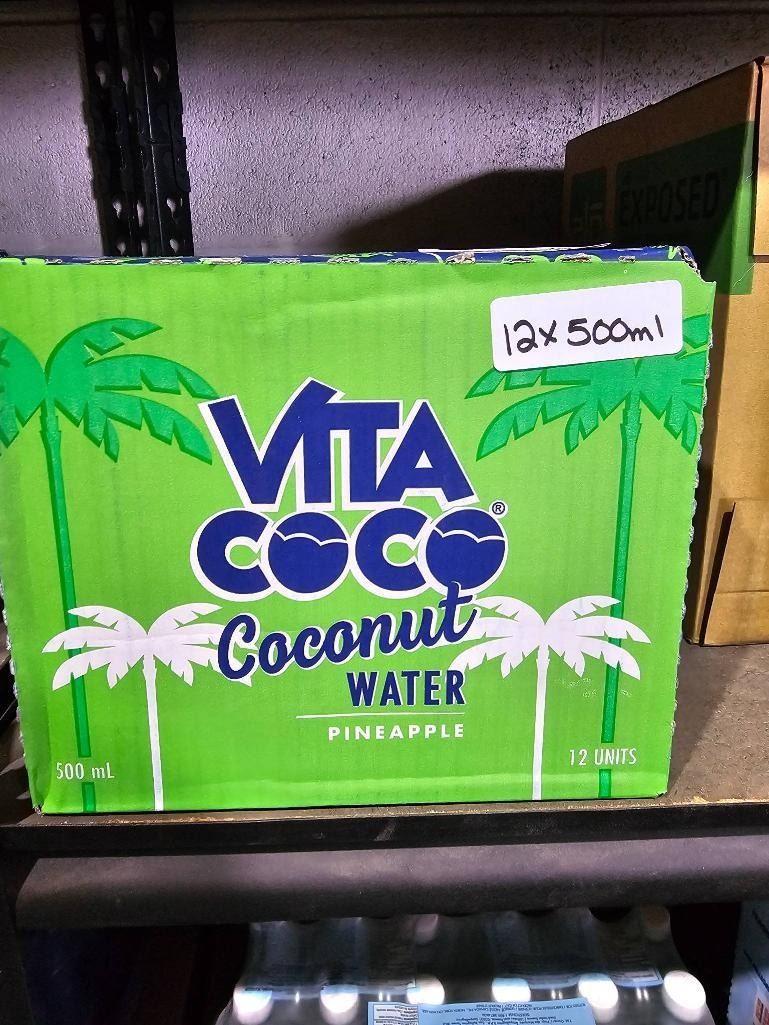 EXPOSED
12x500ml
VITA
COCO®
Coconut
WATER
PINEAPPLE
500 mL
12 UNITS